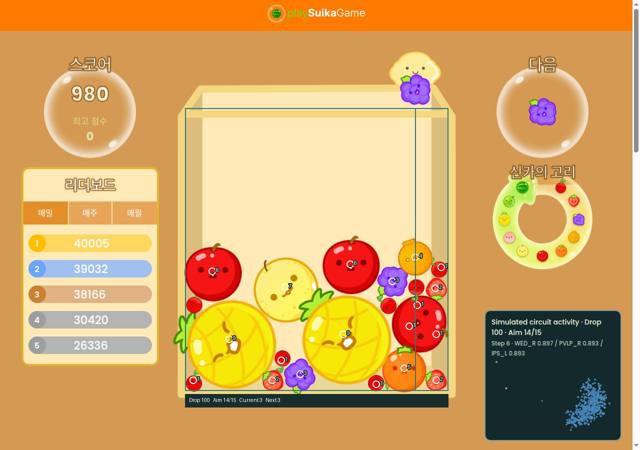 playSuikaGame
스코어
980
최고 점수
0
다음
신카의 고리
리더보드
매일
매주
매월
1 40005
2 39032
3 38166
4 30420
5 26336
Simulated circuit activity · Drop
100 · Aim 14/15
Step 6 · WED_R 0.897 / PVLP_R 0.893 /
IPS_L 0.893
Drop 100 Aim 14/15 Current 3 Next 3